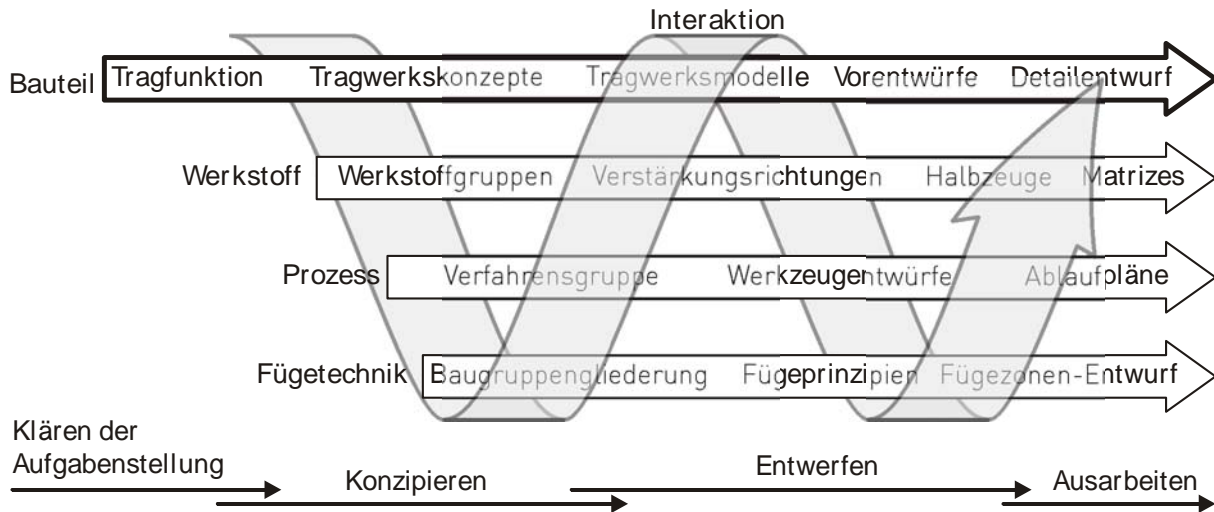 Interaktion
Bauteil Tragfunktion Tragwerkskonzepte Tragwerksmodelle Vorentwürfe Detailentwurf
Werkstoff Werkstoffgruppen Verstärkungsrichtungen Halbzeuge Matrizes
Prozess Verfahrensgruppe Werkzeugentwürfe Ablaufpläne
Fügetechnik Baugruppengliederung Fügeprinzipien Fügezonen-Entwurf
Klären der
Aufgabenstellung
Konzipieren
Entwerfen
Ausarbeiten